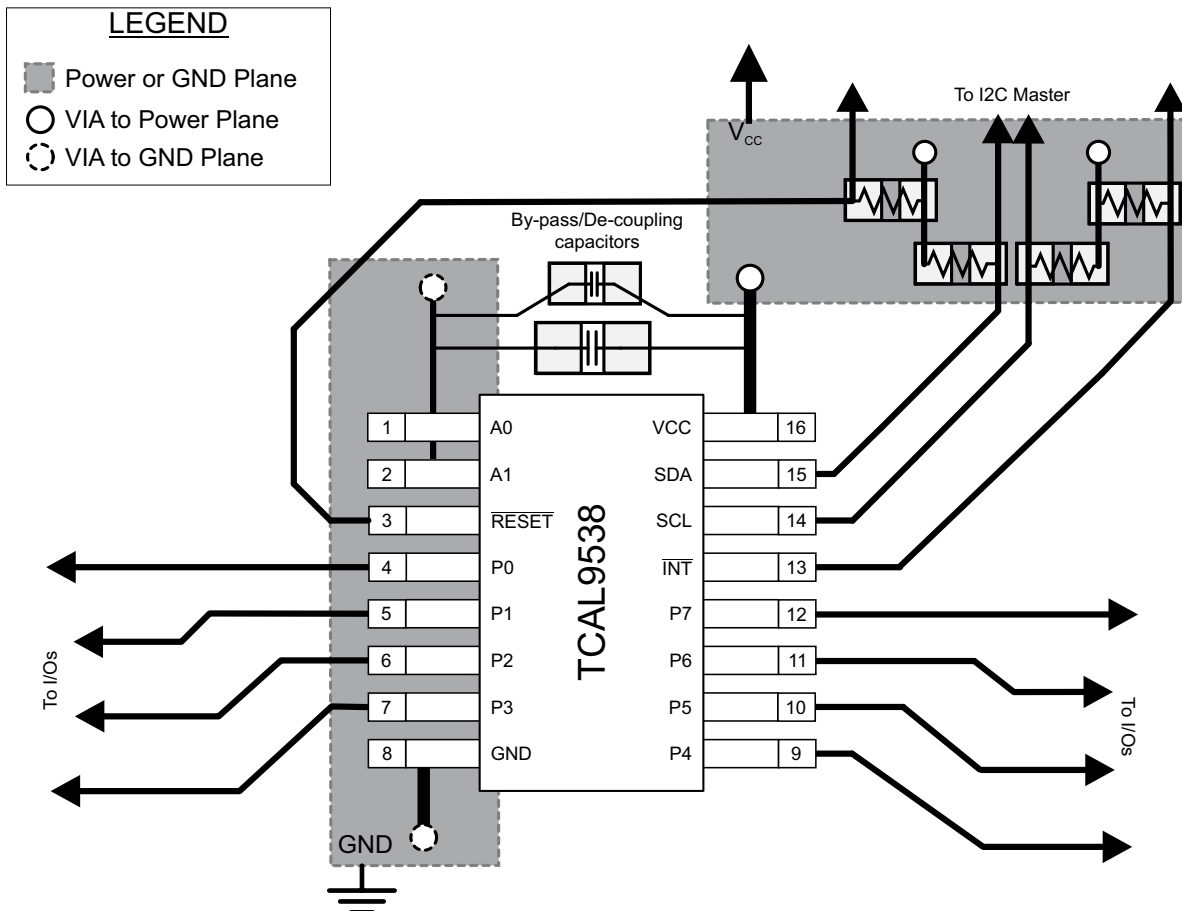 LEGEND
Power or GND Plane
VIA to Power Plane
VIA to GND Plane
To I2C Master
VCC
By-pass/De-coupling
capacitors
1 A0
2 A1
3 RESET
4 P0
5 P1
6 P2
7 P3
8 GND
TCAL9538
VCC 16
SDA 15
SCL 14
INT 13
P7 12
P6 11
P5 10
P4 9
To I/Os
To I/Os
GND